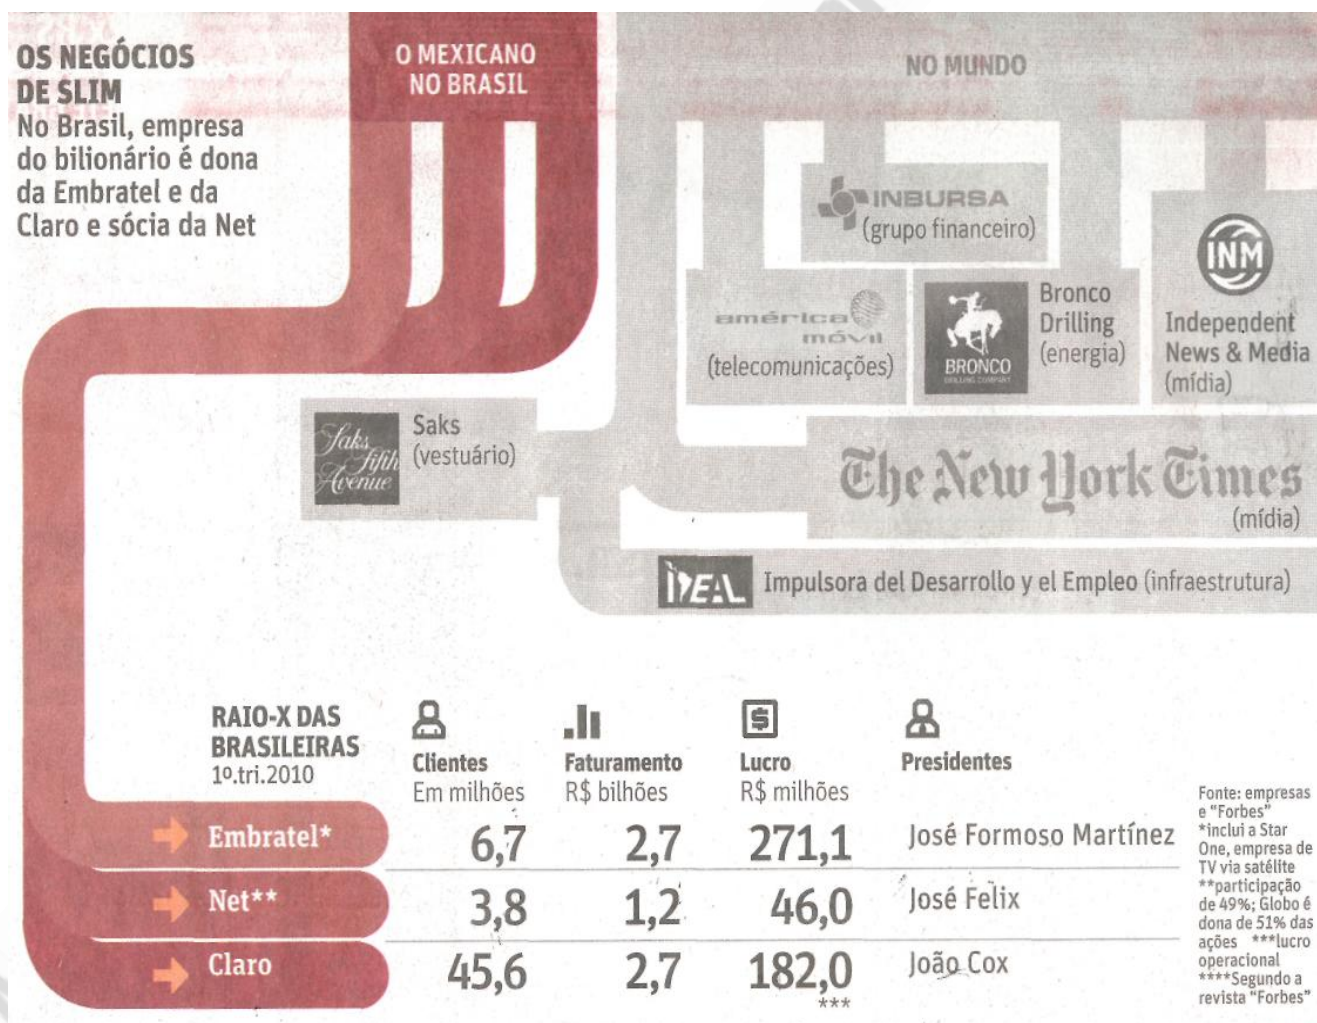 OS NEGÓCIOS
DE SLIM
No Brasil, empresa
do bilionário é dona
da Embratel e da
Claro e sócia da Net
O MEXICANO
NO BRASIL
NO MUNDO
INBURSA
(grupo financeiro)
américa
móvil
(telecomunicações)
BRONCO
DRILLING COMPANY
Bronco
Drilling
(energia)
INM
Independent
News & Media
(mídia)
Saks
Fifth
Avenue
Saks
(vestuário)
The New York Times
(mídia)
IDEAL Impulsora del Desarrollo y el Empleo (infraestrutura)
RAIO-X DAS
BRASILEIRAS
1º.tri.2010
Clientes
Em milhões
Faturamento
R$ bilhões
Lucro
R$ milhões
Presidentes
Embratel* 6,7 2,7 271,1 José Formoso Martínez
Net** 3,8 1,2 46,0 José Felix
Claro 45,6 2,7 182,0 João Cox
***
Fonte: empresas
e "Forbes"
*inclui a Star
One, empresa de
TV via satélite
**participação
de 49%; Globo é
dona de 51% das
ações ***lucro
operacional
****Segundo a
revista "Forbes"